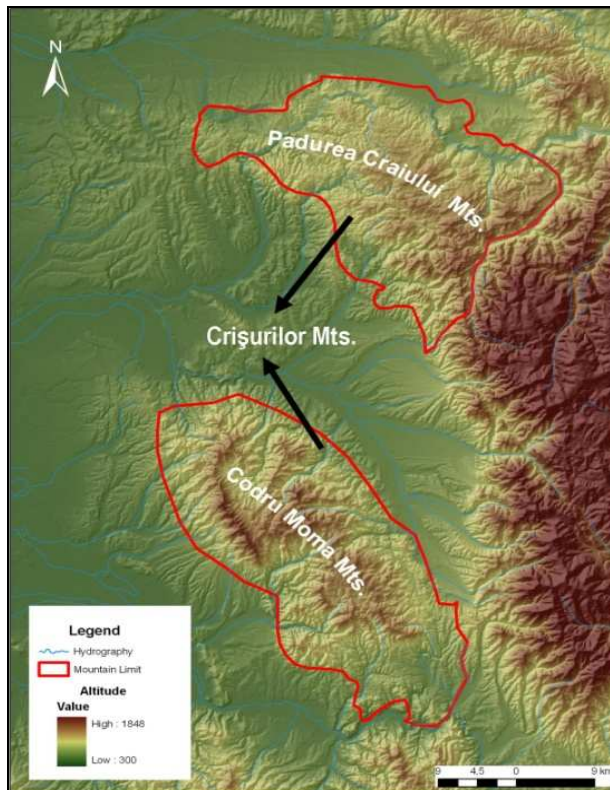 N
Padurea Craiului Mts.
Crişurilor Mts.
Codru Moma Mts.
Legend
Hydrography
Mountain Limit
Altitude
Value
High : 1848
Low : 300
9 4,5 0 9 km